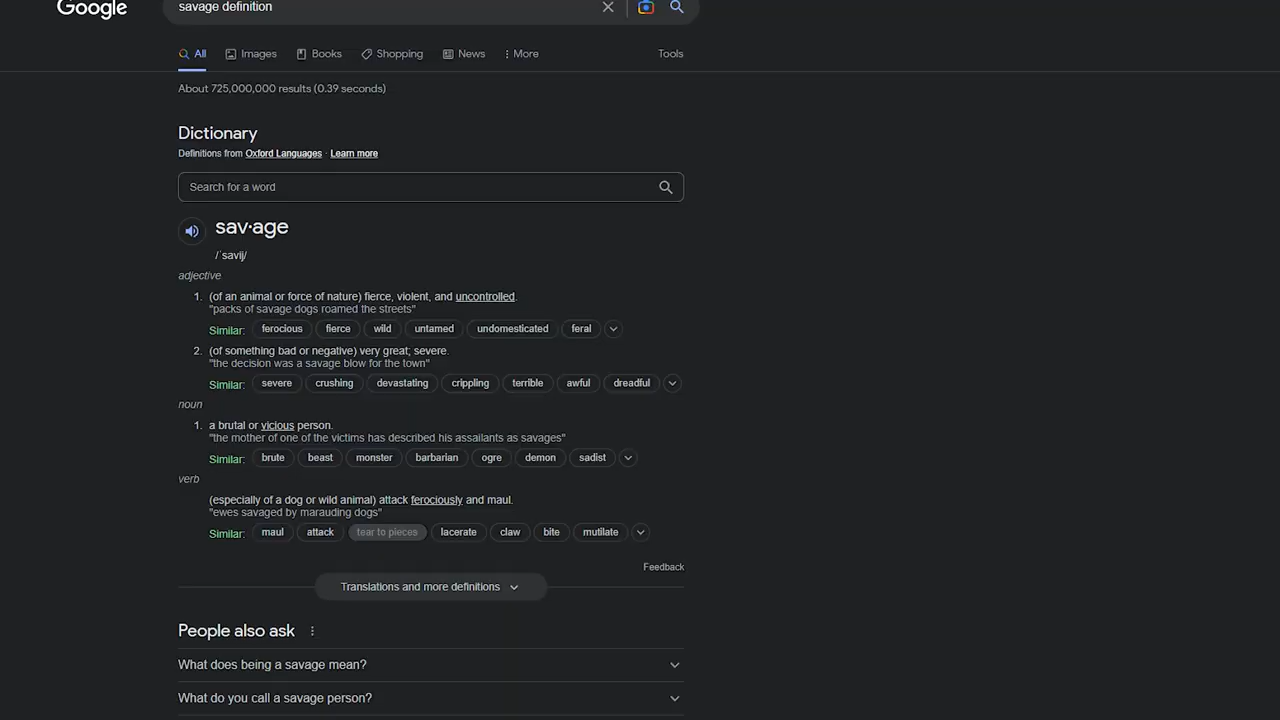 Google
savage definition
All Images Books Shopping News More Tools
About 725,000,000 results (0.39 seconds)
Dictionary
Definitions from Oxford Languages · Learn more
Search for a word
sav·age
/ˈsavij/
adjective
1. (of an animal or force of nature) fierce, violent, and uncontrolled.
"packs of savage dogs roamed the streets"
Similar: ferocious fierce wild untamed undomesticated feral
2. (of something bad or negative) very great; severe.
"the decision was a savage blow for the town"
Similar: severe crushing devastating crippling terrible awful dreadful
noun
1. a brutal or vicious person.
"the mother of one of the victims has described his assailants as savages"
Similar: brute beast monster barbarian ogre demon sadist
verb
(especially of a dog or wild animal) attack ferociously and maul.
"ewes savaged by marauding dogs"
Similar: maul attack tear to pieces lacerate claw bite mutilate
Feedback
Translations and more definitions
People also ask
What does being a savage mean?
What do you call a savage person?